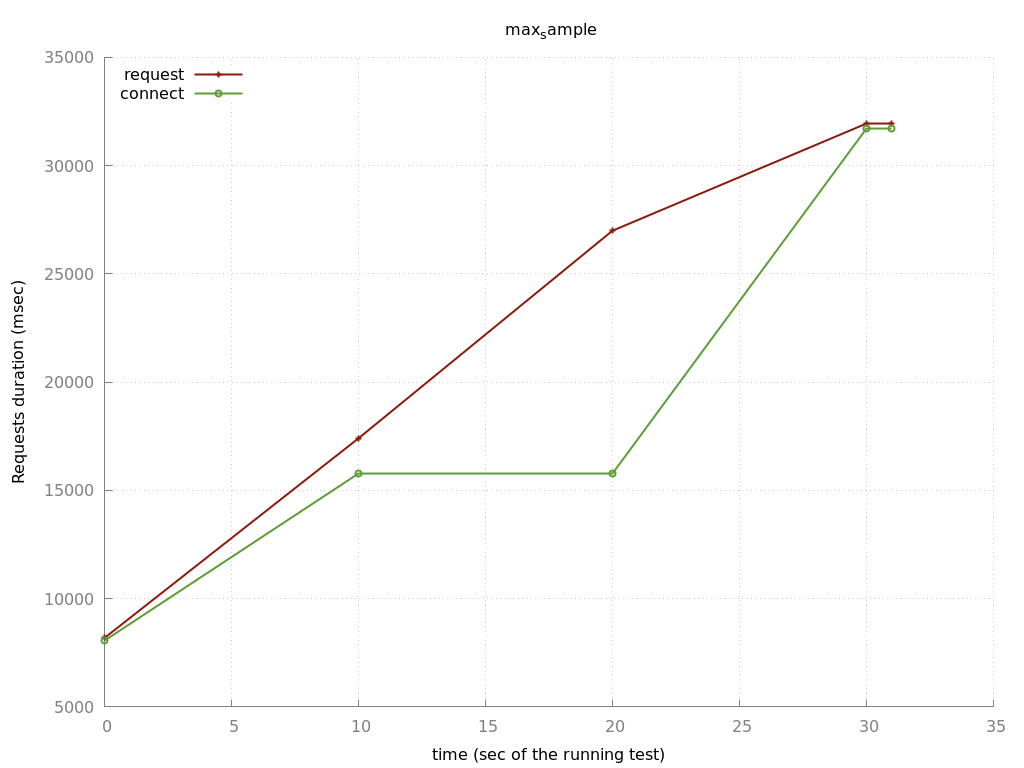 maxsample
35000
request
connect
30000
25000
20000
15000
10000
5000
Requests duration (msec)
0 5 10 15 20 25 30 35
time (sec of the running test)